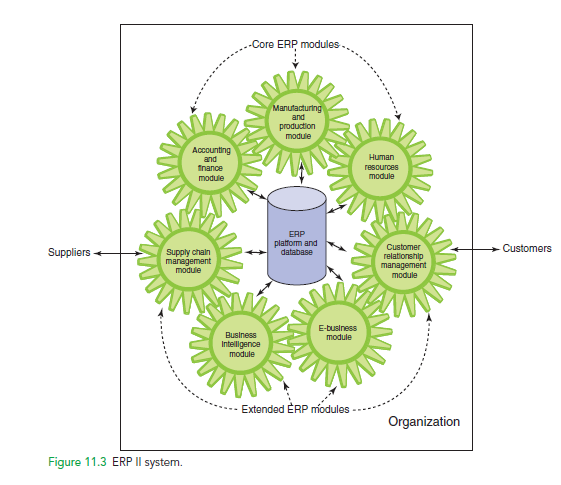 Core ERP modules
Manufacturing
and
production
module
Accounting
and
finance
module
Human
resources
module
ERP
platform and
database
Suppliers
Supply chain
management
module
Customer
relationship
management
module
Customers
Business
intelligence
module
E-business
module
Extended ERP modules
Organization
Figure 11.3 ERP II system.